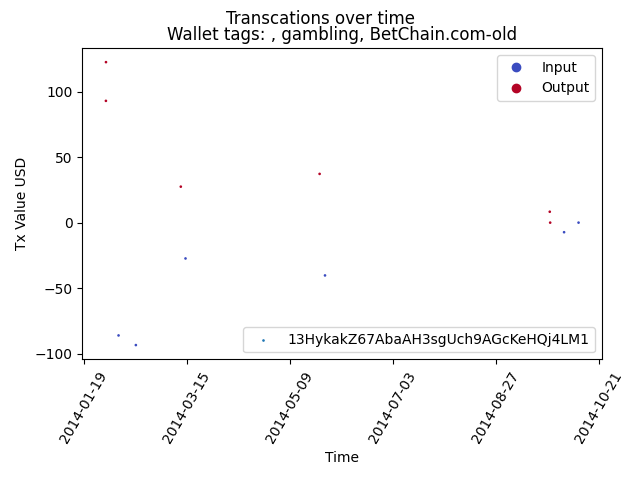 Transcations over time
Wallet tags: , gambling, BetChain.com-old
Input
Output
100
50
0
−50
−100
Tx Value USD
13HykakZ67AbaAH3sgUch9AGcKeHQj4LM1
2014-01-19
2014-03-15
2014-05-09
2014-07-03
2014-08-27
2014-10-21
Time